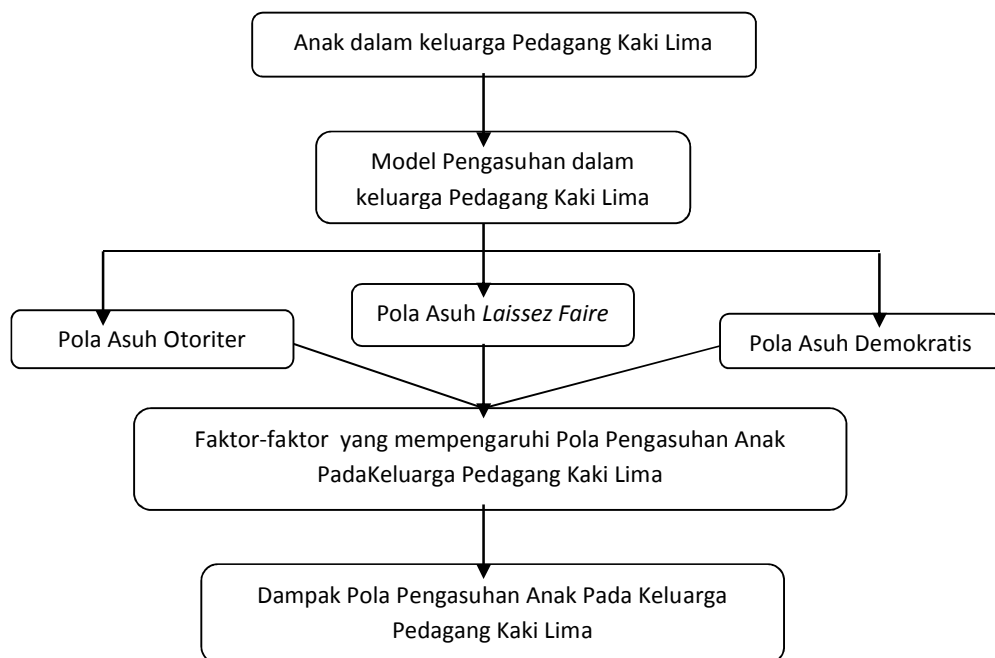 Anak dalam keluarga Pedagang Kaki Lima
Model Pengasuhan dalam
keluarga Pedagang Kaki Lima
Pola Asuh Otoriter
Pola Asuh Laissez Faire
Pola Asuh Demokratis
Faktor-faktor yang mempengaruhi Pola Pengasuhan Anak
PadaKeluarga Pedagang Kaki Lima
Dampak Pola Pengasuhan Anak Pada Keluarga
Pedagang Kaki Lima